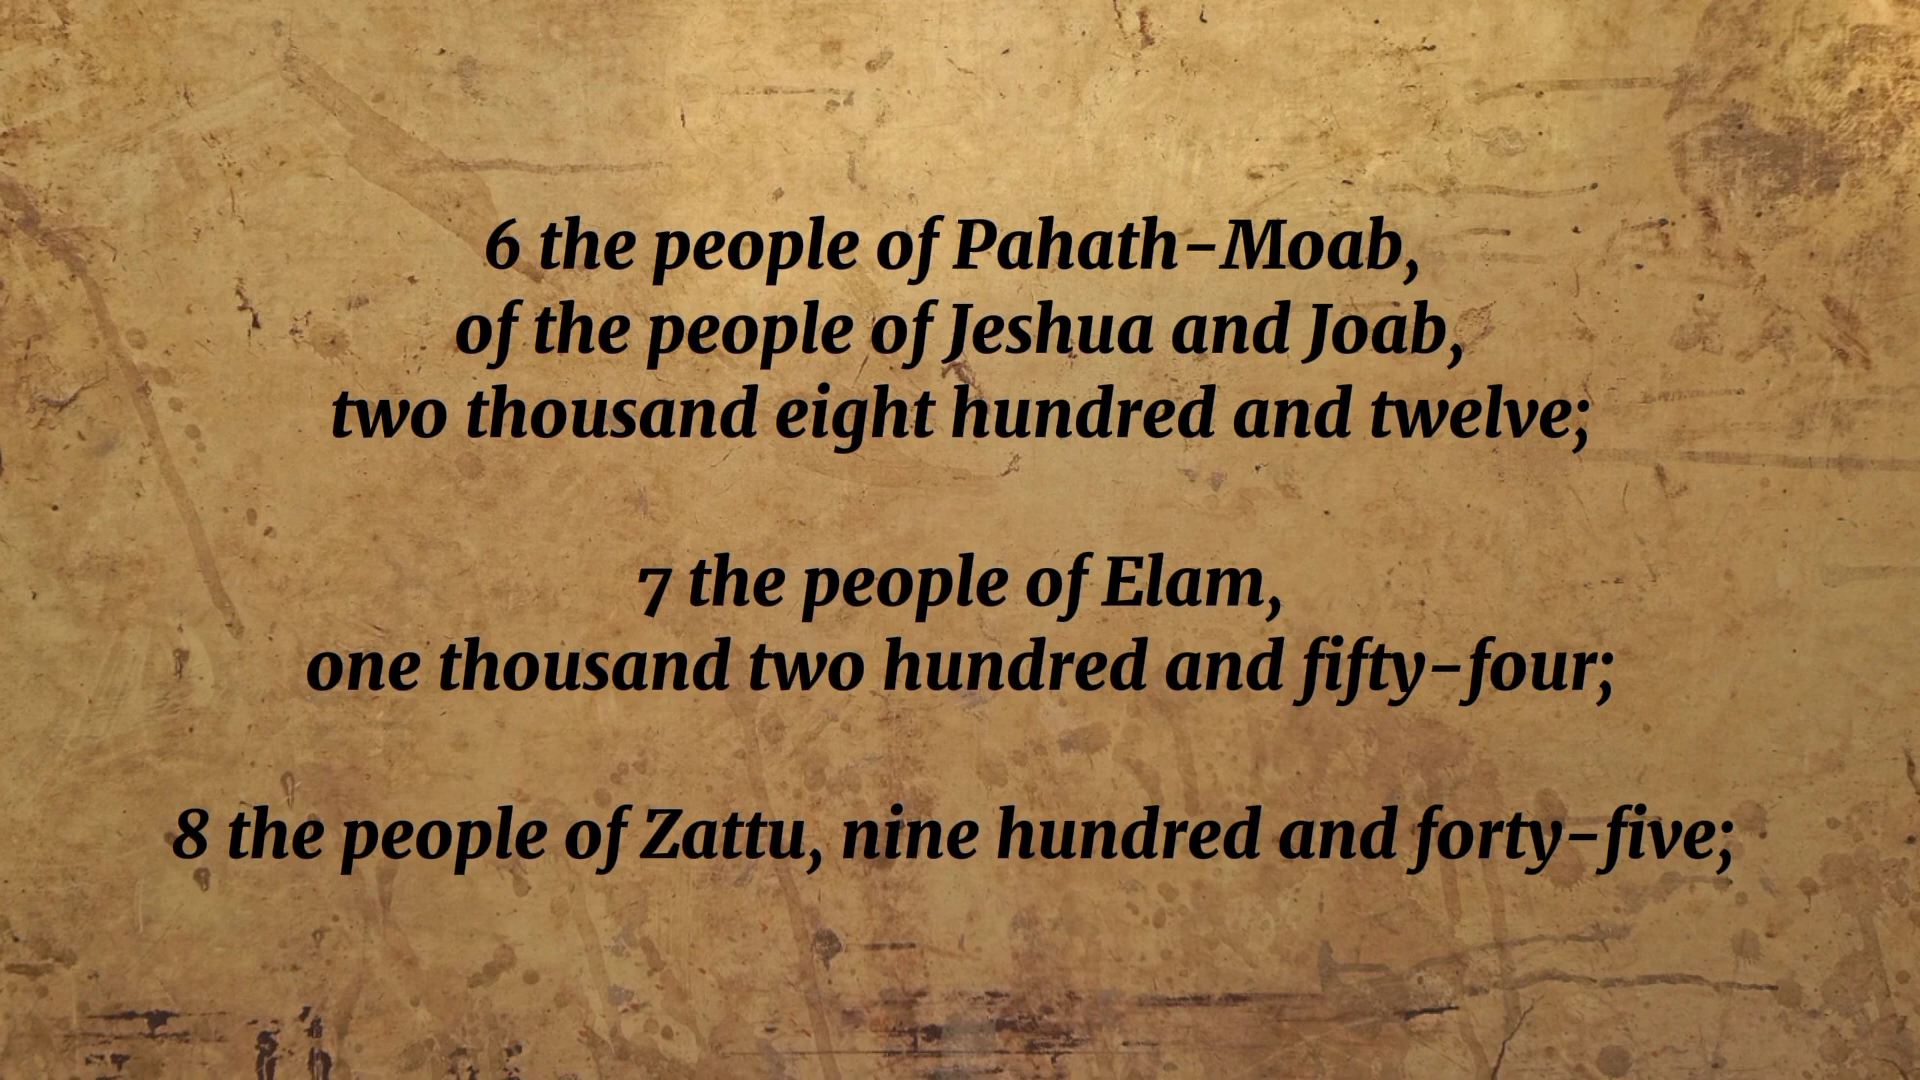 6 the people of Pahath-Moab,
of the people of Jeshua and Joab,
two thousand eight hundred and twelve;
7 the people of Elam,
one thousand two hundred and fifty-four;
8 the people of Zattu, nine hundred and forty-five;